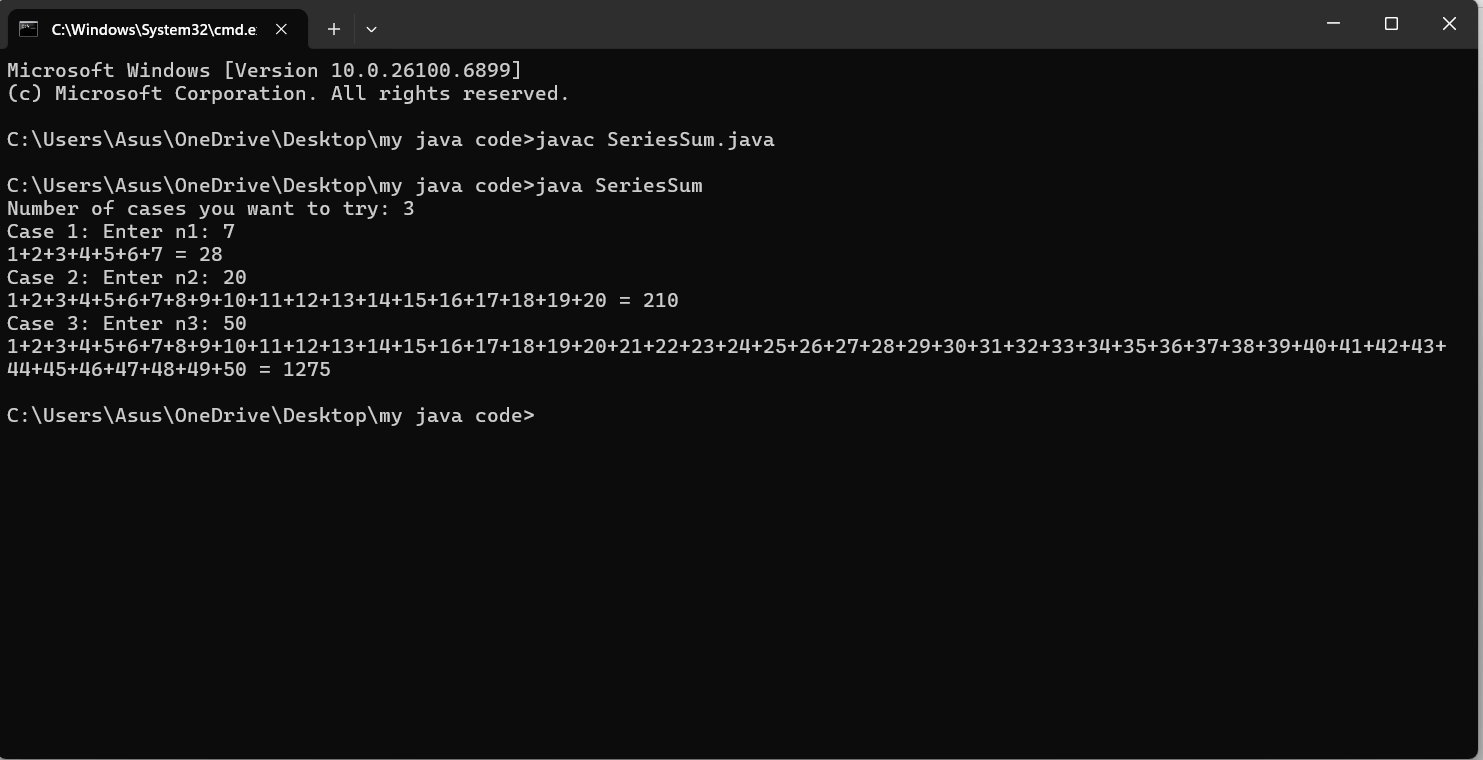 C:\Windows\System32\cmd.e
Microsoft Windows [Version 10.0.26100.6899]
(c) Microsoft Corporation. All rights reserved.
C:\Users\Asus\OneDrive\Desktop\my java code>javac SeriesSum.java
C:\Users\Asus\OneDrive\Desktop\my java code>java SeriesSum
Number of cases you want to try: 3
Case 1: Enter n1: 7
1+2+3+4+5+6+7 = 28
Case 2: Enter n2: 20
1+2+3+4+5+6+7+8+9+10+11+12+13+14+15+16+17+18+19+20 = 210
Case 3: Enter n3: 50
1+2+3+4+5+6+7+8+9+10+11+12+13+14+15+16+17+18+19+20+21+22+23+24+25+26+27+28+29+30+31+32+33+34+35+36+37+38+39+40+41+42+43+
44+45+46+47+48+49+50 = 1275
C:\Users\Asus\OneDrive\Desktop\my java code>